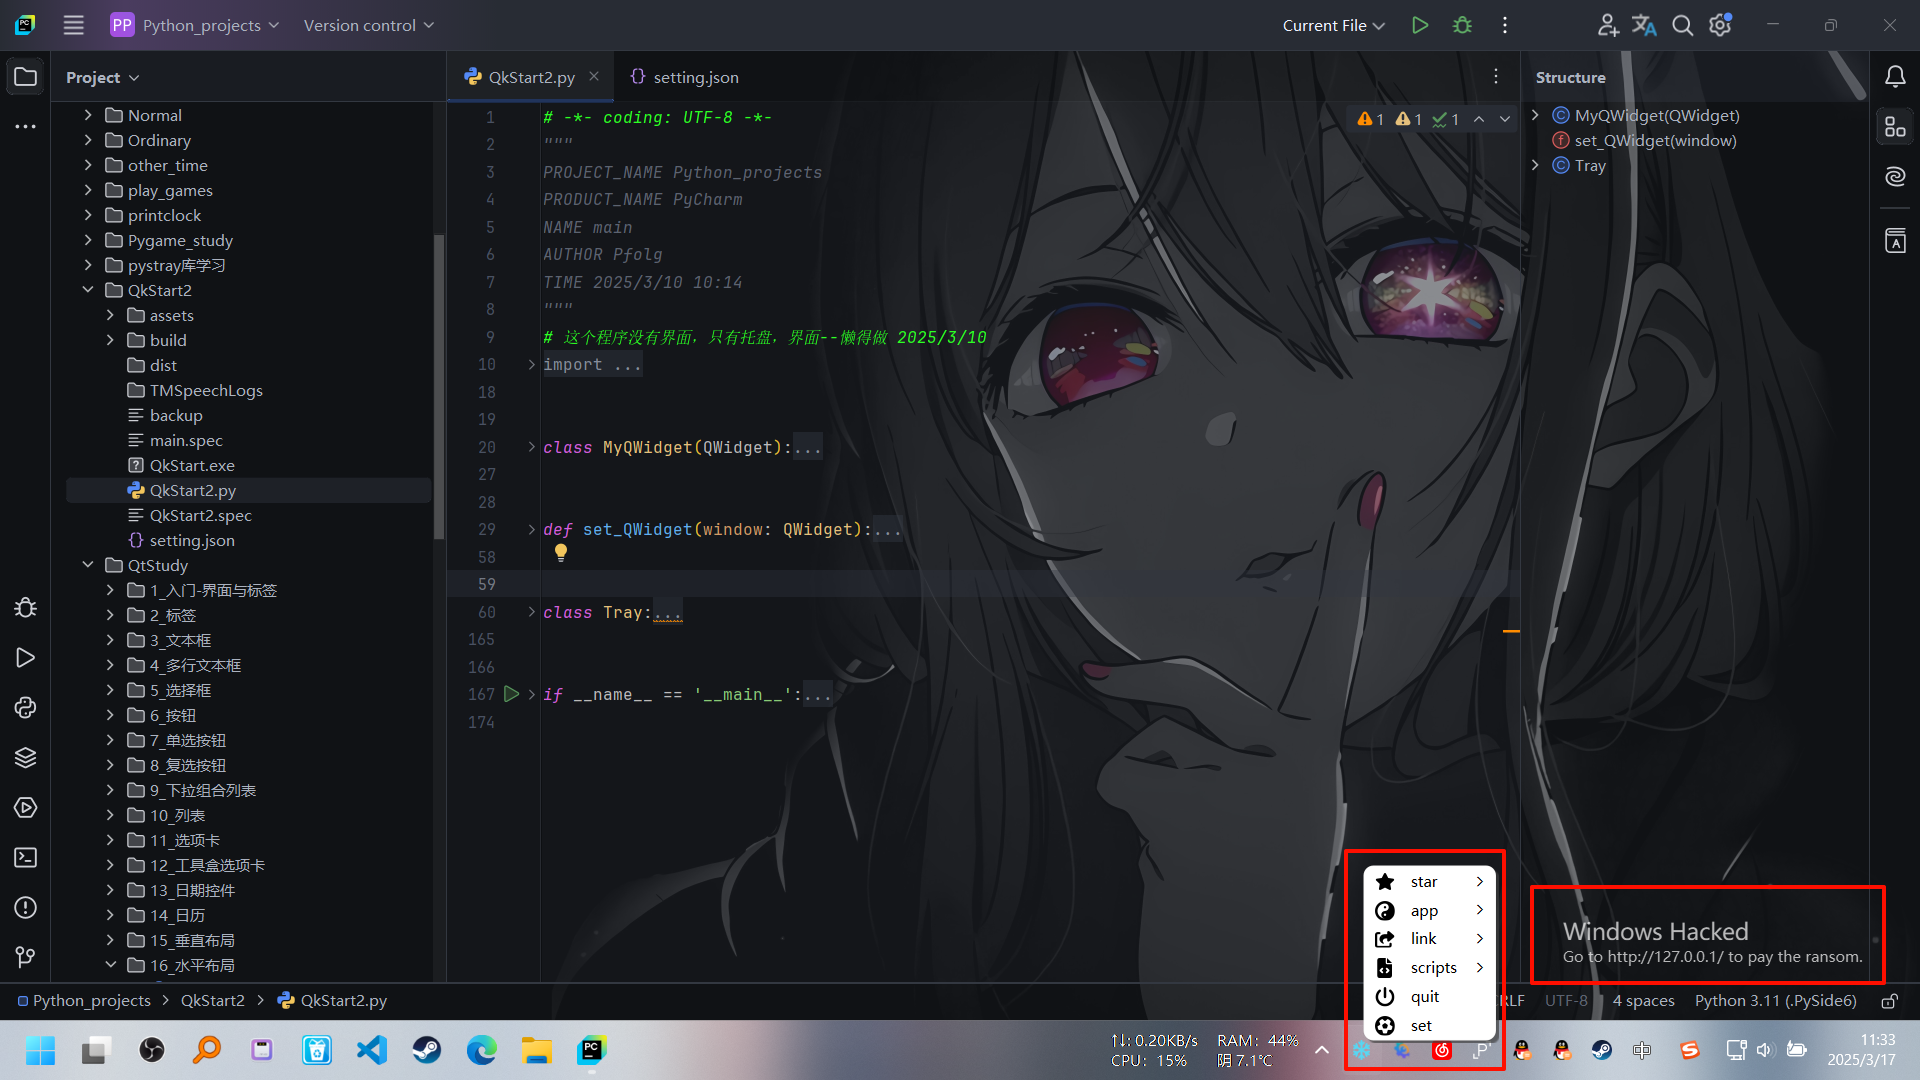 PP Python_projects Version control Current File
Project
Normal
Ordinary
other_time
play_games
printclock
Pygame_study
pystray库学习
QkStart2
assets
build
dist
TMSpeechLogs
backup
main.spec
QkStart.exe
QkStart2.py
QkStart2.spec
setting.json
QtStudy
1_入门-界面与标签
2_标签
3_文本框
4_多行文本框
5_选择框
6_按钮
7_单选按钮
8_复选按钮
9_下拉组合列表
10_列表
11_选项卡
12_工具盒选项卡
13_日期控件
14_日历
15_垂直布局
16_水平布局
QkStart2.py setting.json
1 # -*- coding: UTF-8 -*-
2 """
3 PROJECT_NAME Python_projects
4 PRODUCT_NAME PyCharm
5 NAME main
6 AUTHOR Pfolg
7 TIME 2025/3/10 10:14
8 """
9 # 这个程序没有界面，只有托盘，界面--懒得做 2025/3/10
10 import ...
18
19
20 class MyQWidget(QWidget):...
27
28
29 def set_QWidget(window: QWidget):...
58
59
60 class Tray:...
165
166
167 if __name__ == '__main__':...
174
1 1 1
Structure
MyQWidget(QWidget)
set_QWidget(window)
Tray
star
app
link
scripts
quit
set
Windows Hacked
Go to http://127.0.0.1/ to pay the ransom.
Python_projects QkStart2 QkStart2.py
RLF UTF-8 4 spaces Python 3.11 (.PySide6)
↑↓: 0.20KB/s RAM: 44%
CPU: 15% 阴 7.1℃
中
11:33
2025/3/17